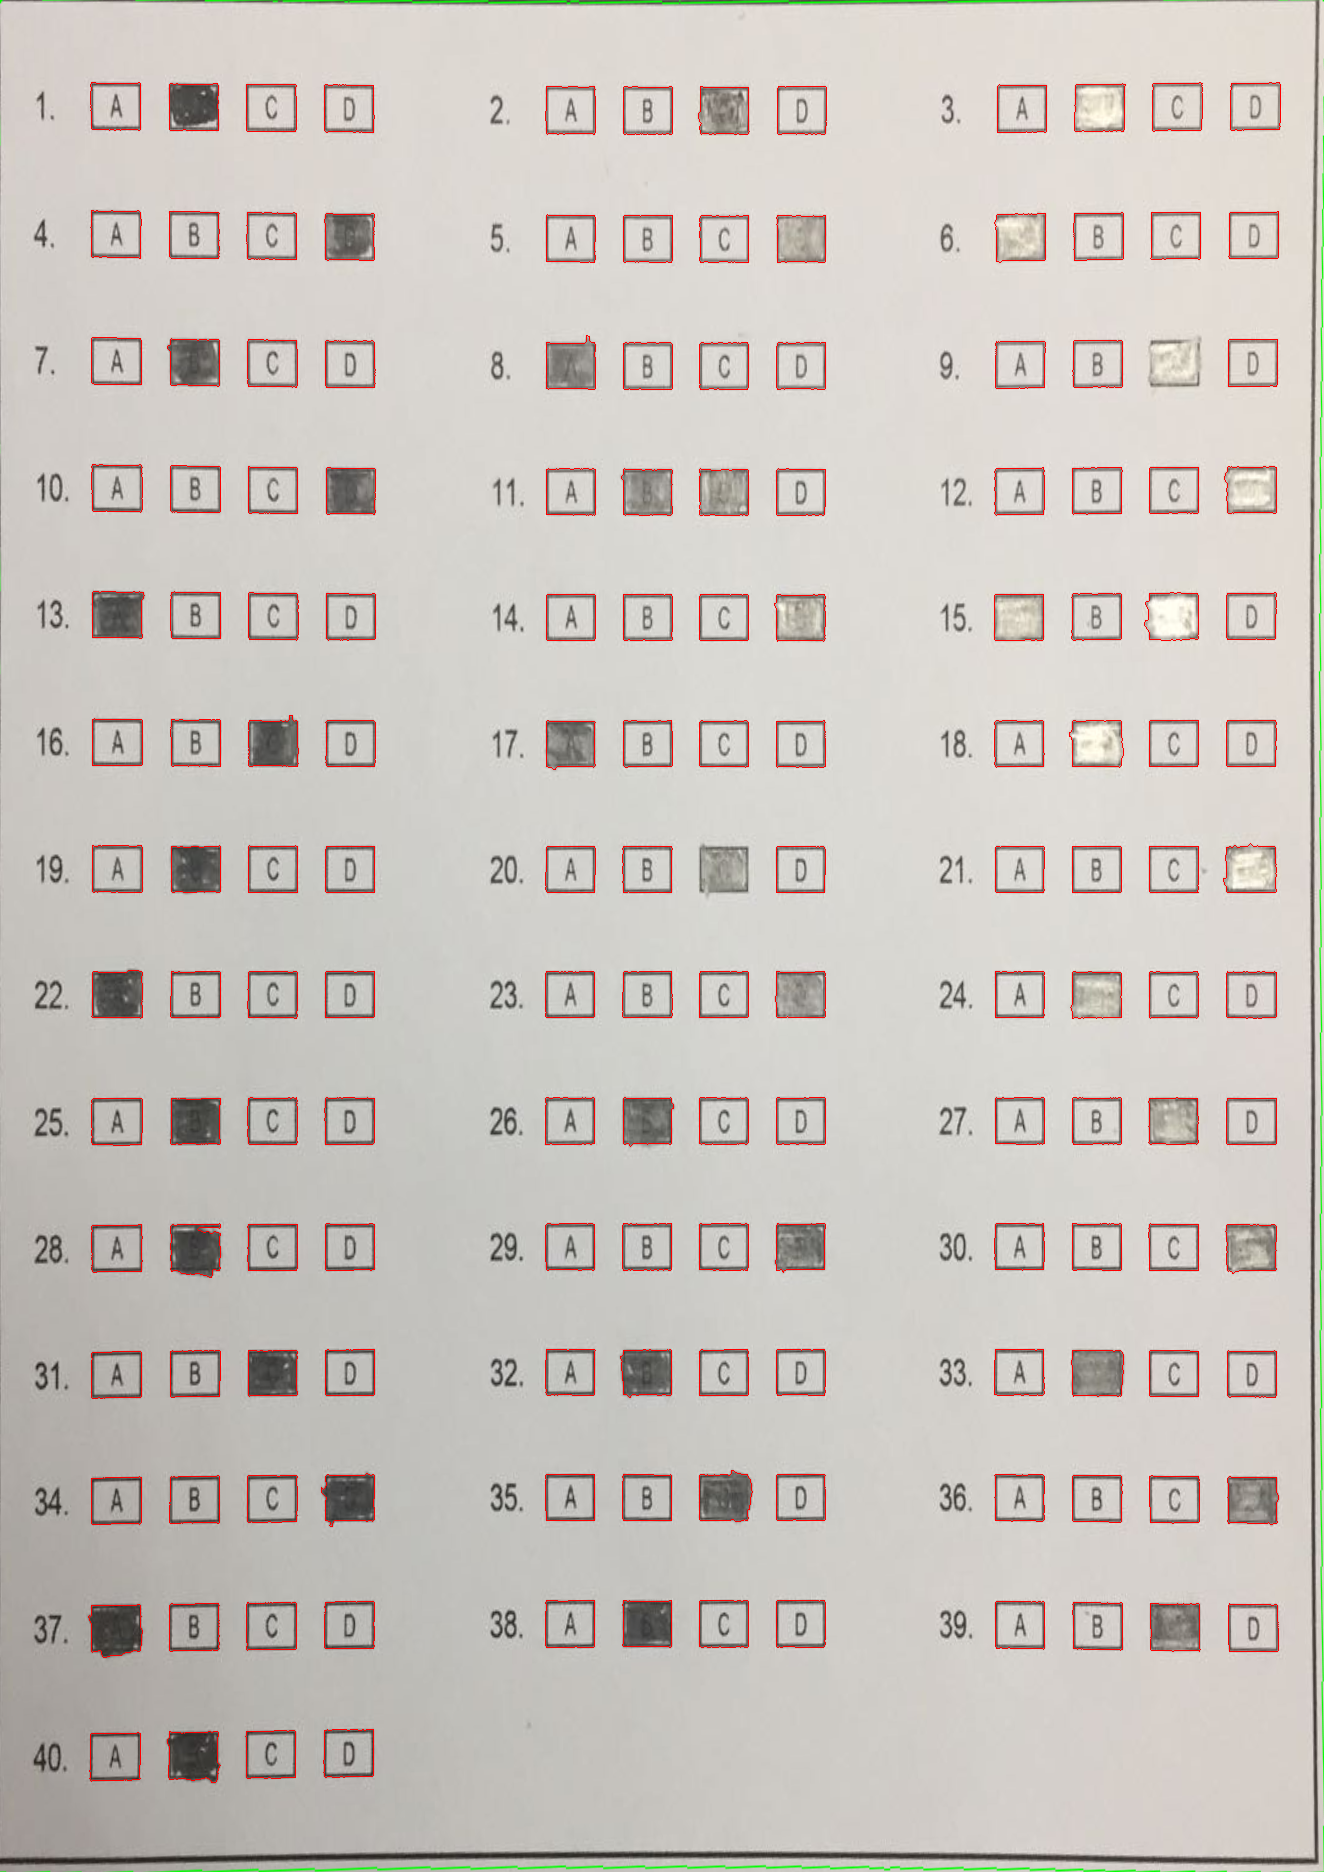 1. A C D 2. A B D 3. A C D
4. A B C 5. A B C 6. B C D
7. A C D 8. A B C D 9. A B D
10. A B C 11. A B D 12. A B C
13. B C D 14. A B C 15. B D
16. A B D 17. A B C D 18. A C D
19. A C D 20. A B D 21. A B C
22. B C D 23. A B C 24. A C D
25. A C D 26. A C D 27. A B D
28. A C D 29. A B C 30. A B C
31. A B D 32. A B C D 33. A C D
34. A B C 35. A B D 36. A B C
37. B C D 38. A C D 39. A B D
40. A C D